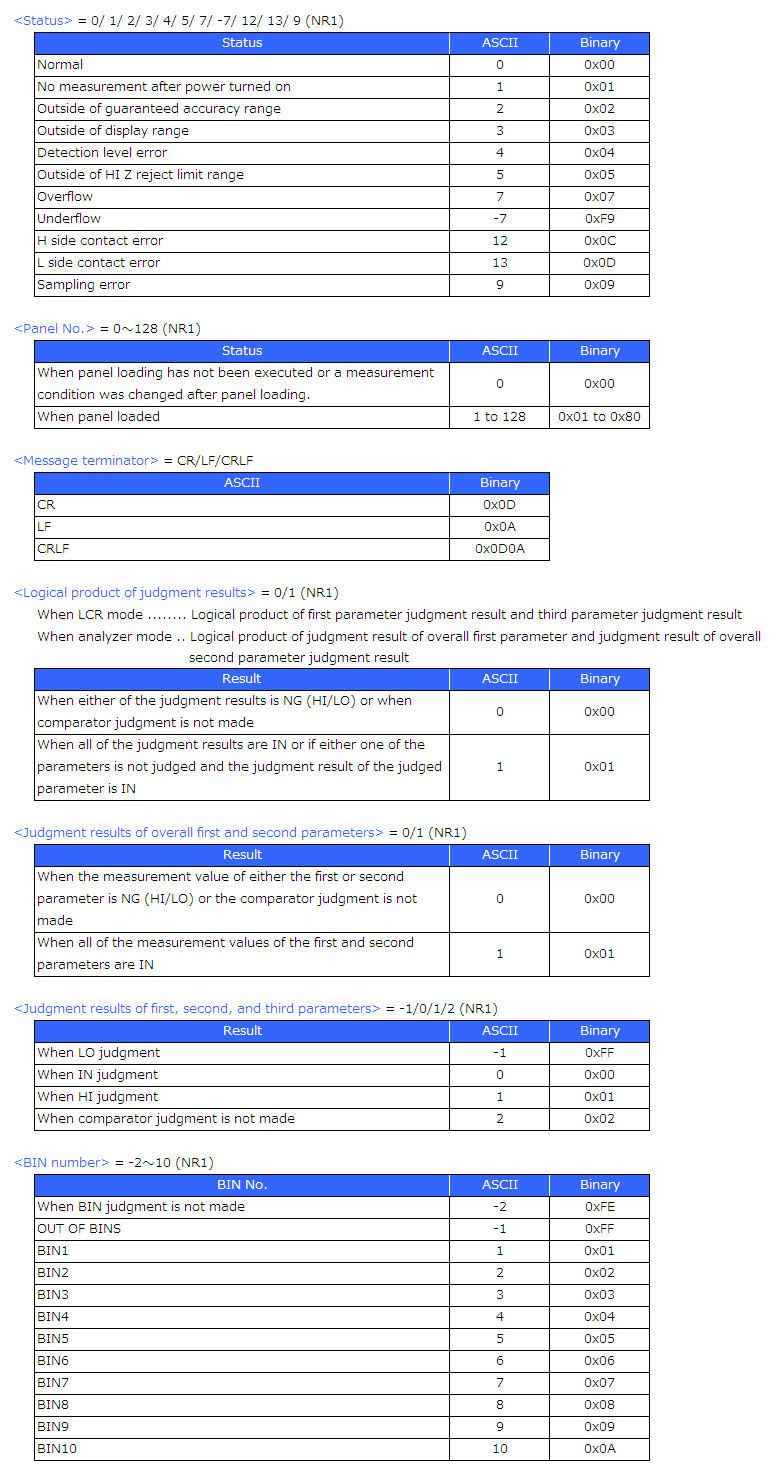 <Status> = 0/ 1/ 2/ 3/ 4/ 5/ 7/ -7/ 12/ 13/ 9 (NR1)
Status ASCII Binary
Normal 0 0x00
No measurement after power turned on 1 0x01
Outside of guaranteed accuracy range 2 0x02
Outside of display range 3 0x03
Detection level error 4 0x04
Outside of HI Z reject limit range 5 0x05
Overflow 7 0x07
Underflow -7 0xF9
H side contact error 12 0x0C
L side contact error 13 0x0D
Sampling error 9 0x09
<Panel No.> = 0～128 (NR1)
Status ASCII Binary
When panel loading has not been executed or a measurement
condition was changed after panel loading. 0 0x00
When panel loaded 1 to 128 0x01 to 0x80
<Message terminator> = CR/LF/CRLF
ASCII Binary
CR 0x0D
LF 0x0A
CRLF 0x0D0A
<Logical product of judgment results> = 0/1 (NR1)
When LCR mode ........ Logical product of first parameter judgment result and third parameter judgment result
When analyzer mode .. Logical product of judgment result of overall first parameter and judgment result of overall
second parameter judgment result
Result ASCII Binary
When either of the judgment results is NG (HI/LO) or when
comparator judgment is not made 0 0x00
When all of the judgment results are IN or if either one of the
parameters is not judged and the judgment result of the judged 1 0x01
parameter is IN
<Judgment results of overall first and second parameters> = 0/1 (NR1)
Result ASCII Binary
When the measurement value of either the first or second
parameter is NG (HI/LO) or the comparator judgment is not 0 0x00
made
When all of the measurement values of the first and second
parameters are IN 1 0x01
<Judgment results of first, second, and third parameters> = -1/0/1/2 (NR1)
Result ASCII Binary
When LO judgment -1 0xFF
When IN judgment 0 0x00
When HI judgment 1 0x01
When comparator judgment is not made 2 0x02
<BIN number> = -2～10 (NR1)
BIN No. ASCII Binary
When BIN judgment is not made -2 0xFE
OUT OF BINS -1 0xFF
BIN1 1 0x01
BIN2 2 0x02
BIN3 3 0x03
BIN4 4 0x04
BIN5 5 0x05
BIN6 6 0x06
BIN7 7 0x07
BIN8 8 0x08
BIN9 9 0x09
BIN10 10 0x0A